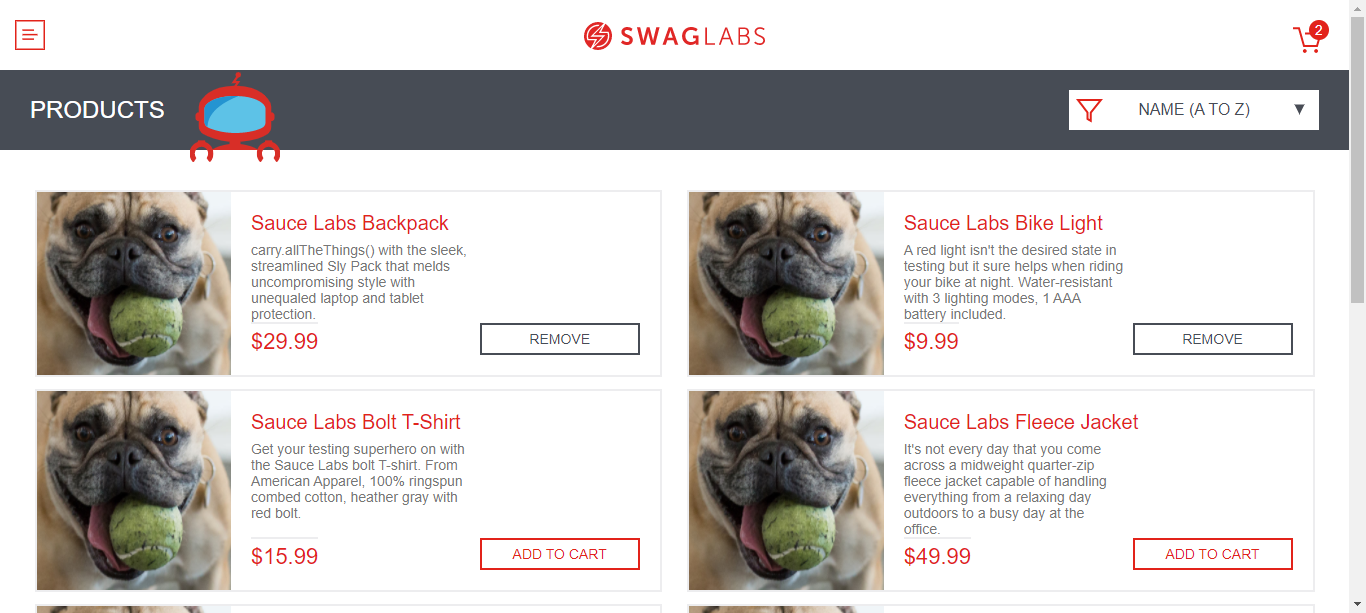 SWAGLABS
2
PRODUCTS
NAME (A TO Z)
Sauce Labs Backpack
carry.allTheThings() with the sleek,
streamlined Sly Pack that melds
uncompromising style with
unequaled laptop and tablet
protection.
$29.99
REMOVE
Sauce Labs Bike Light
A red light isn't the desired state in
testing but it sure helps when riding
your bike at night. Water-resistant
with 3 lighting modes, 1 AAA
battery included.
$9.99
REMOVE
Sauce Labs Bolt T-Shirt
Get your testing superhero on with
the Sauce Labs bolt T-shirt. From
American Apparel, 100% ringspun
combed cotton, heather gray with
red bolt.
$15.99
ADD TO CART
Sauce Labs Fleece Jacket
It's not every day that you come
across a midweight quarter-zip
fleece jacket capable of handling
everything from a relaxing day
outdoors to a busy day at the
office.
$49.99
ADD TO CART